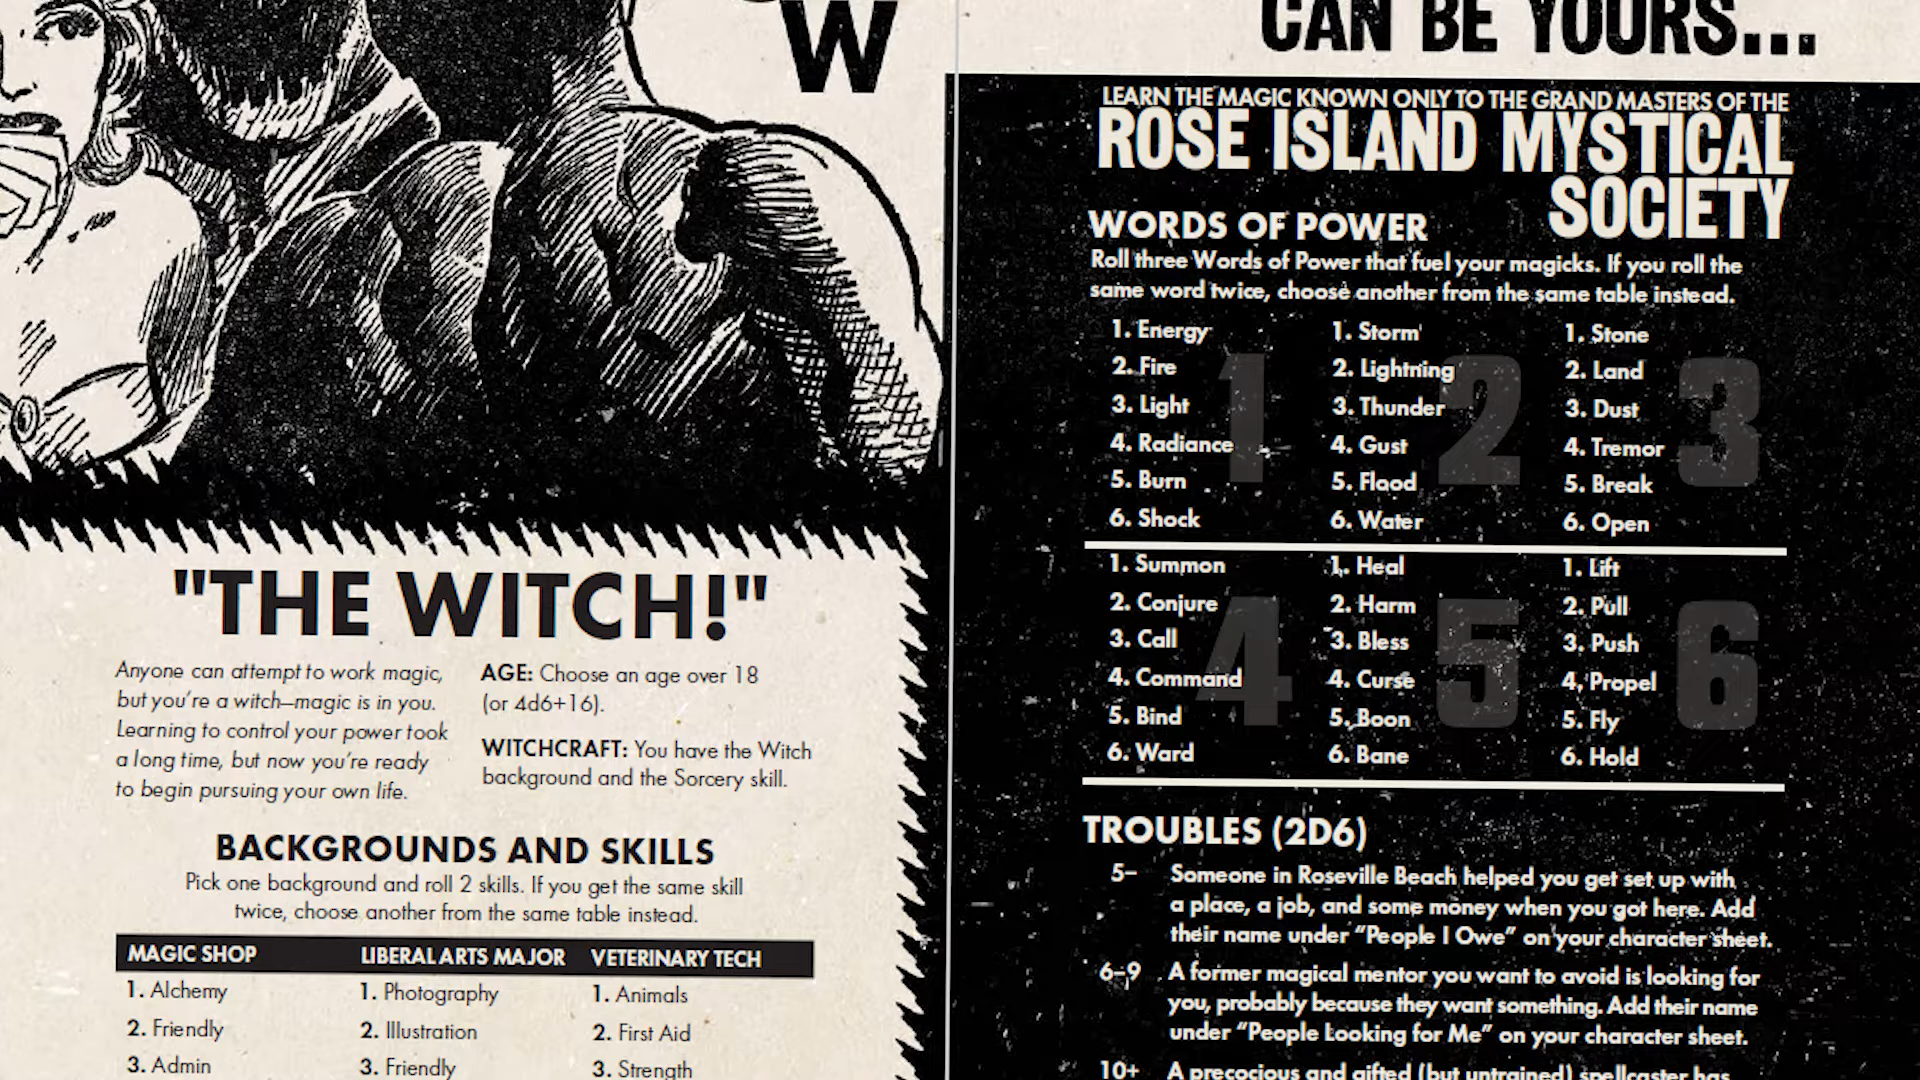 W
"THE WITCH!"
Anyone can attempt to work magic,
but you're a witch—magic is in you.
Learning to control your power took
a long time, but now you're ready
to begin pursuing your own life.
AGE: Choose an age over 18
(or 4d6+16).
WITCHCRAFT: You have the Witch
background and the Sorcery skill.
BACKGROUNDS AND SKILLS
Pick one background and roll 2 skills. If you get the same skill
twice, choose another from the same table instead.
MAGIC SHOP
1. Alchemy
2. Friendly
3. Admin
LIBERAL ARTS MAJOR
1. Photography
2. Illustration
3. Friendly
VETERINARY TECH
1. Animals
2. First Aid
3. Strength
CAN BE YOURS...
LEARN THE MAGIC KNOWN ONLY TO THE GRAND MASTERS OF THE
ROSE ISLAND MYSTICAL
SOCIETY
WORDS OF POWER
Roll three Words of Power that fuel your magicks. If you roll the
same word twice, choose another from the same table instead.
1
1. Energy
2. Fire
3. Light
4. Radiance
5. Burn
6. Shock
2
1. Storm
2. Lightning
3. Thunder
4. Gust
5. Flood
6. Water
3
1. Stone
2. Land
3. Dust
4. Tremor
5. Break
6. Open
4
1. Summon
2. Conjure
3. Call
4. Command
5. Bind
6. Ward
5
1. Heal
2. Harm
3. Bless
4. Curse
5. Boon
6. Bane
6
1. Lift
2. Pull
3. Push
4. Propel
5. Fly
6. Hold
TROUBLES (2D6)
5– Someone in Roseville Beach helped you get set up with
a place, a job, and some money when you got here. Add
their name under “People I Owe” on your character sheet.
6–9 A former magical mentor you want to avoid is looking for
you, probably because they want something. Add their name
under “People Looking for Me” on your character sheet.
10+ A precocious and gifted (but untrained) spellcaster has